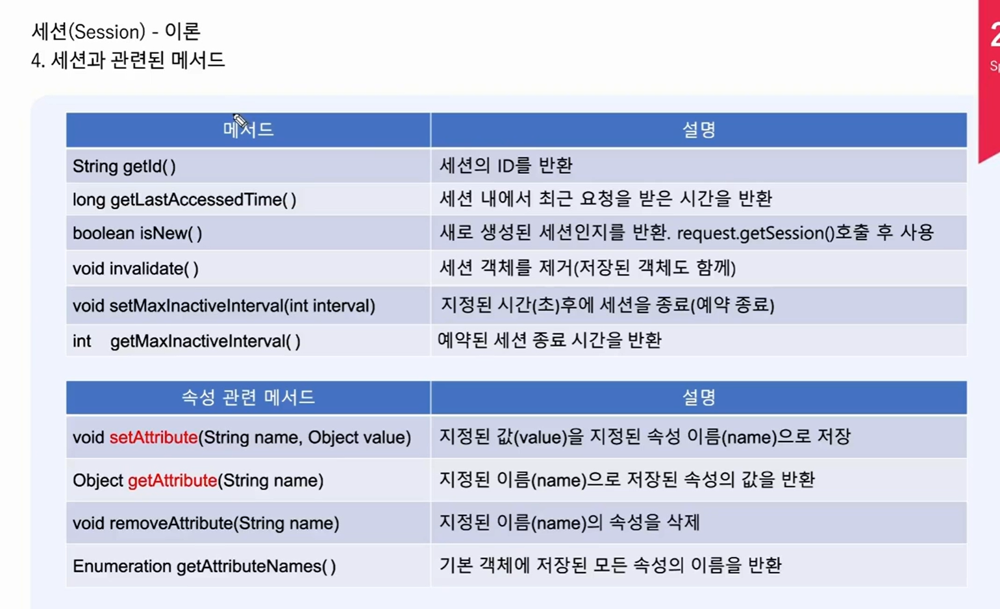 세션(Session) - 이론
4. 세션과 관련된 메서드
메서드 설명
String getId( ) 세션의 ID를 반환
long getLastAccessedTime( ) 세션 내에서 최근 요청을 받은 시간을 반환
boolean isNew( ) 새로 생성된 세션인지를 반환. request.getSession()호출 후 사용
void invalidate( ) 세션 객체를 제거(저장된 객체도 함께)
void setMaxInactiveInterval(int interval) 지정된 시간(초)후에 세션을 종료(예약 종료)
int getMaxInactiveInterval( ) 예약된 세션 종료 시간을 반환
속성 관련 메서드 설명
void setAttribute(String name, Object value) 지정된 값(value)을 지정된 속성 이름(name)으로 저장
Object getAttribute(String name) 지정된 이름(name)으로 저장된 속성의 값을 반환
void removeAttribute(String name) 지정된 이름(name)의 속성을 삭제
Enumeration getAttributeNames( ) 기본 객체에 저장된 모든 속성의 이름을 반환